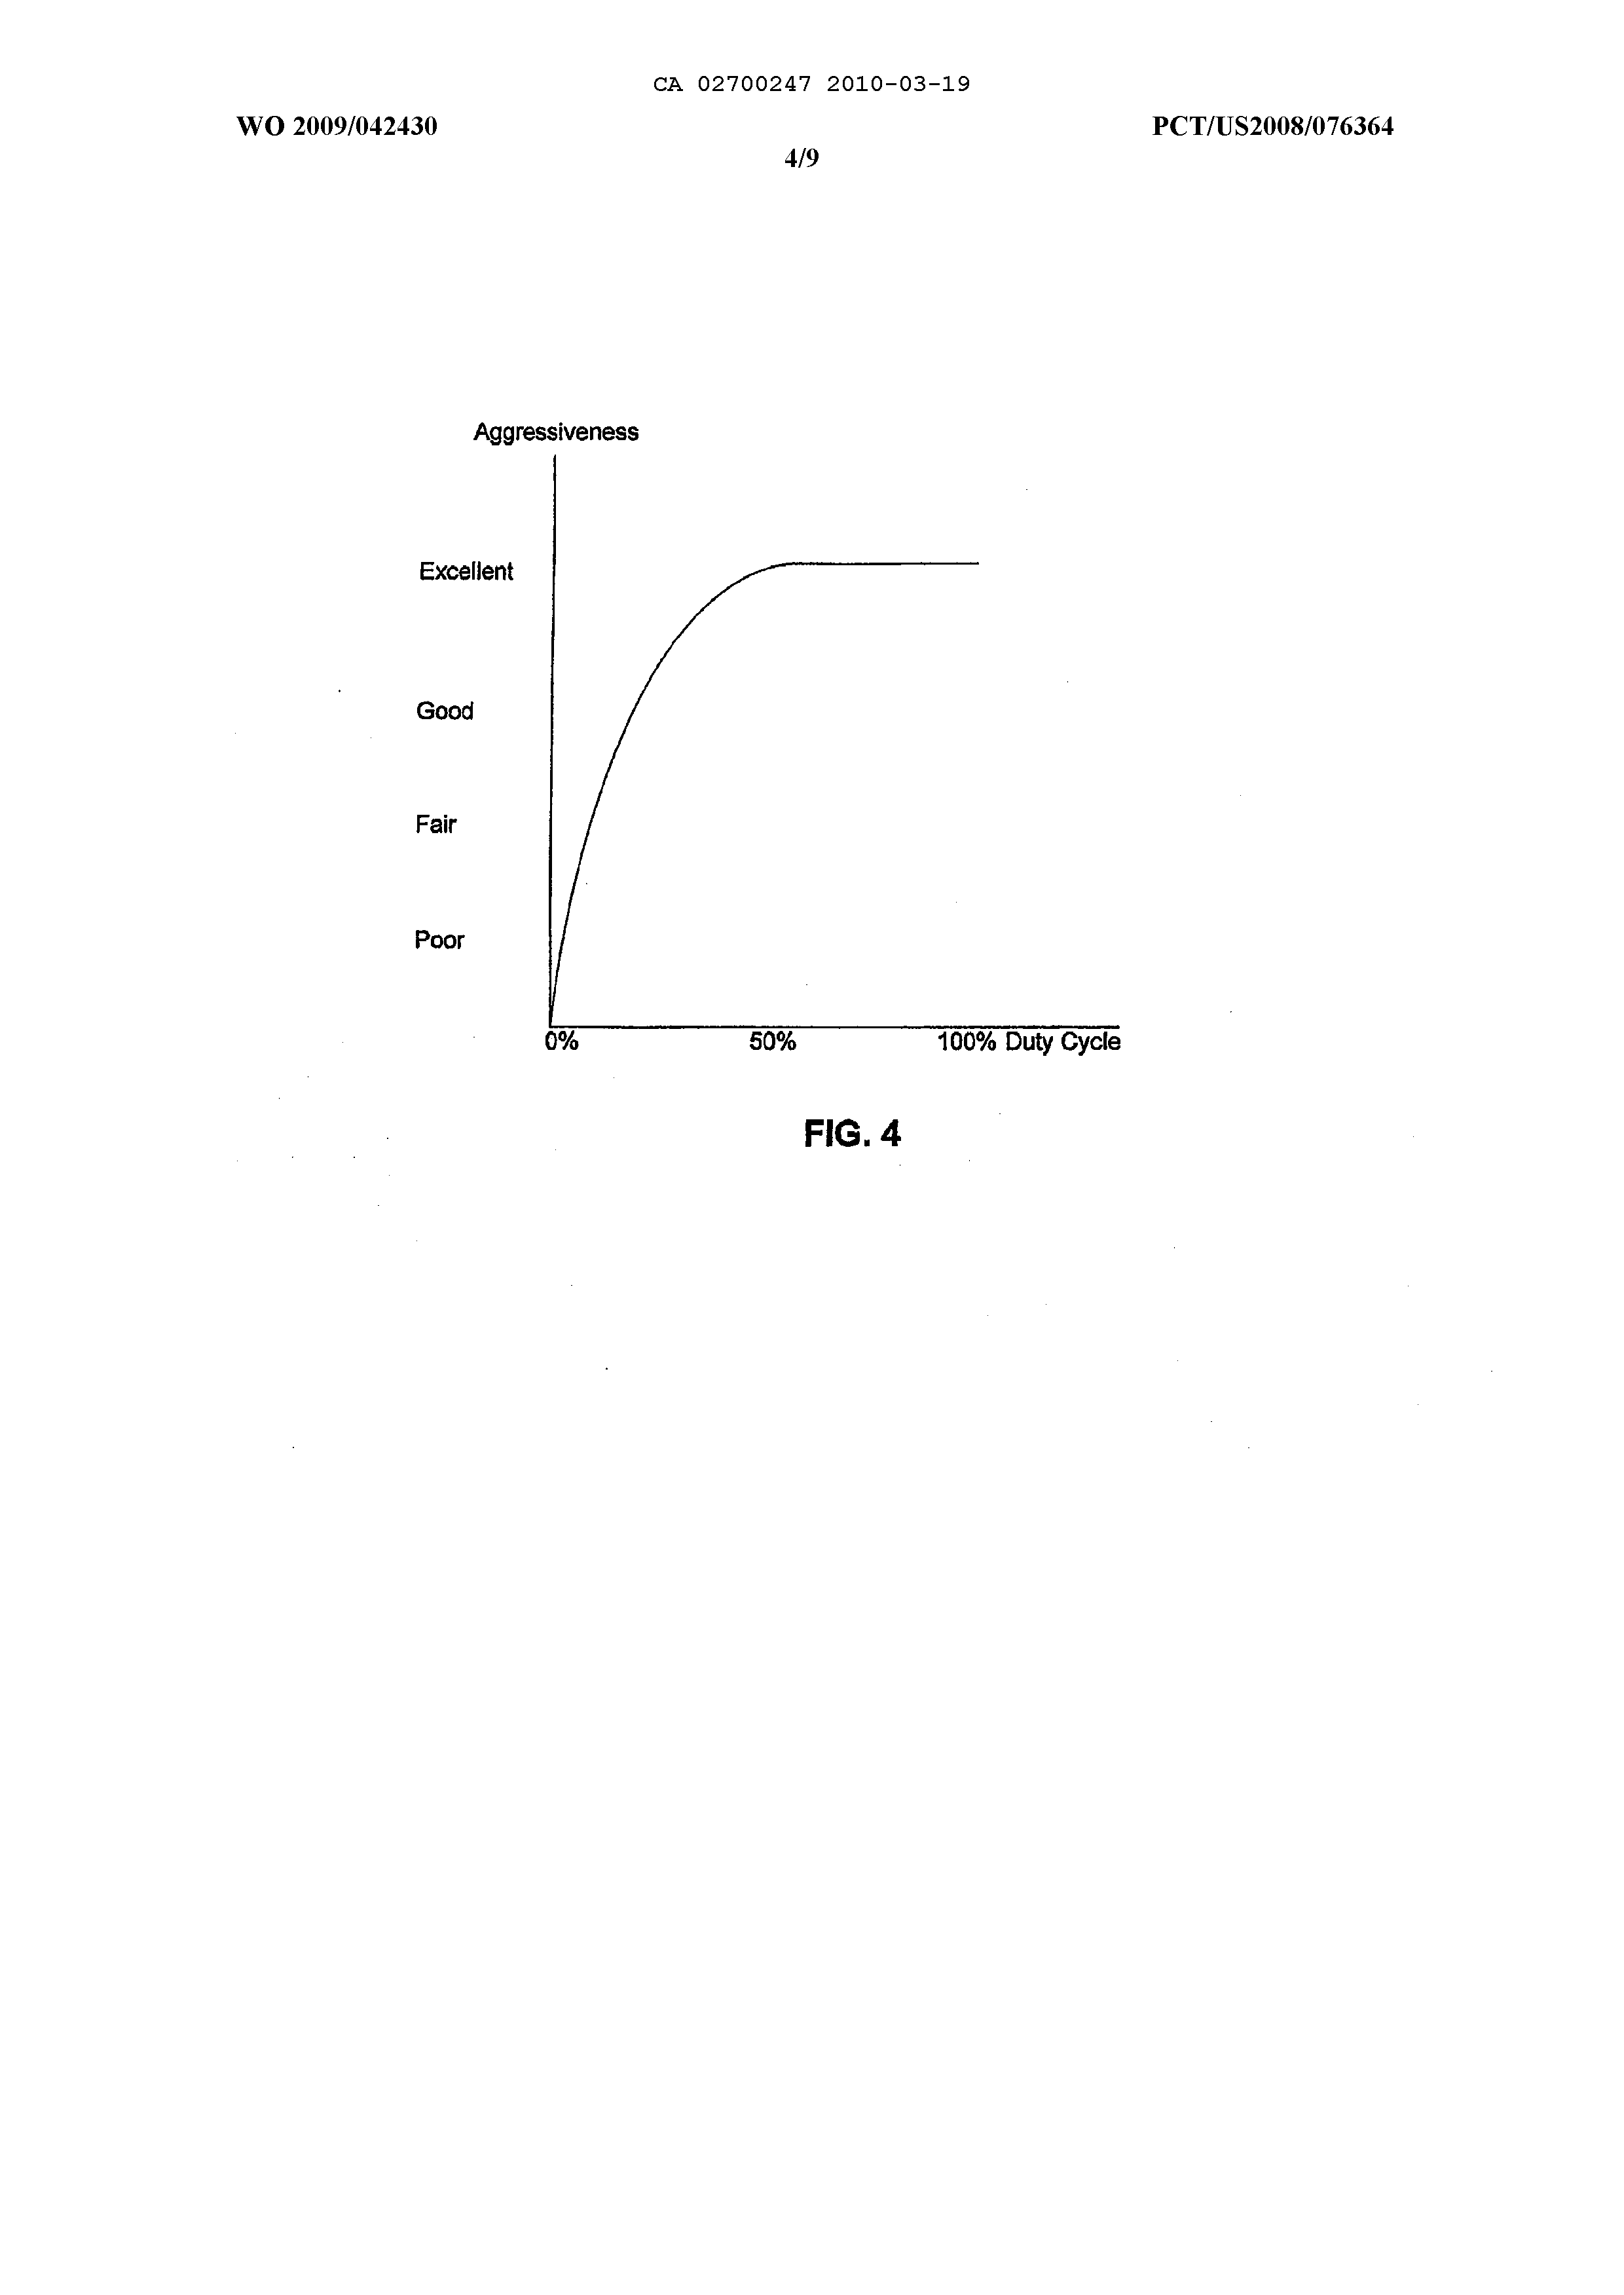 CA 02700247 2010-03-19
WO 2009/042430 PCT/US2008/076364
4/9
Aggressiveness
Excellent
Good
Fair
Poor
0% 50% 100% Duty Cycle
FIG. 4